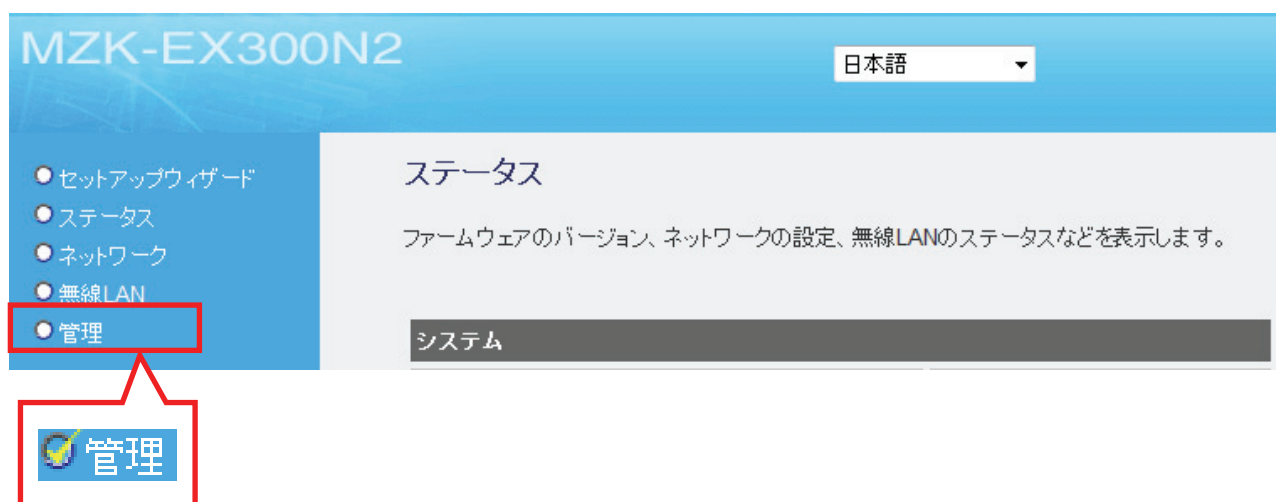 MZK-EX300N2
日本語
セットアップウィザード
ステータス
ネットワーク
無線LAN
管理
ステータス
ファームウェアのバージョン、ネットワークの設定、無線LANのステータスなどを表示します。
システム
管理